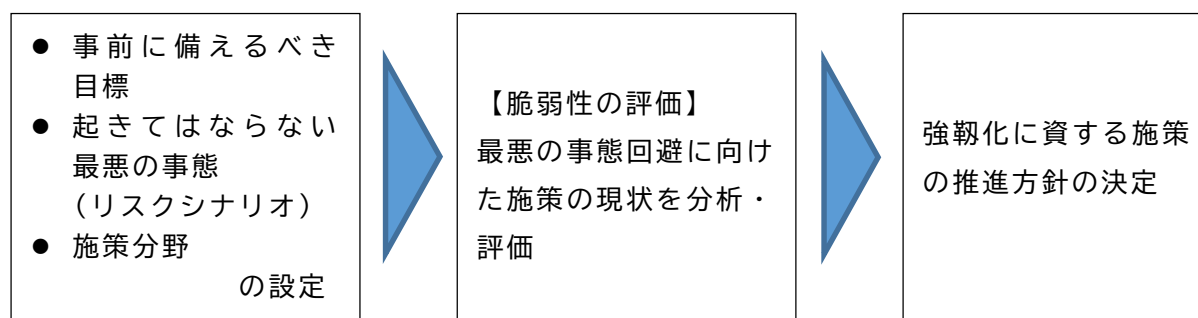 ● 事前に備えるべき
目標
● 起きてはならない
最悪の事態
(リスクシナリオ)
● 施策分野
の設定
【脆弱性の評価】
最悪の事態回避に向け
た施策の現状を分析・
評価
強靱化に資する施策
の推進方針の決定